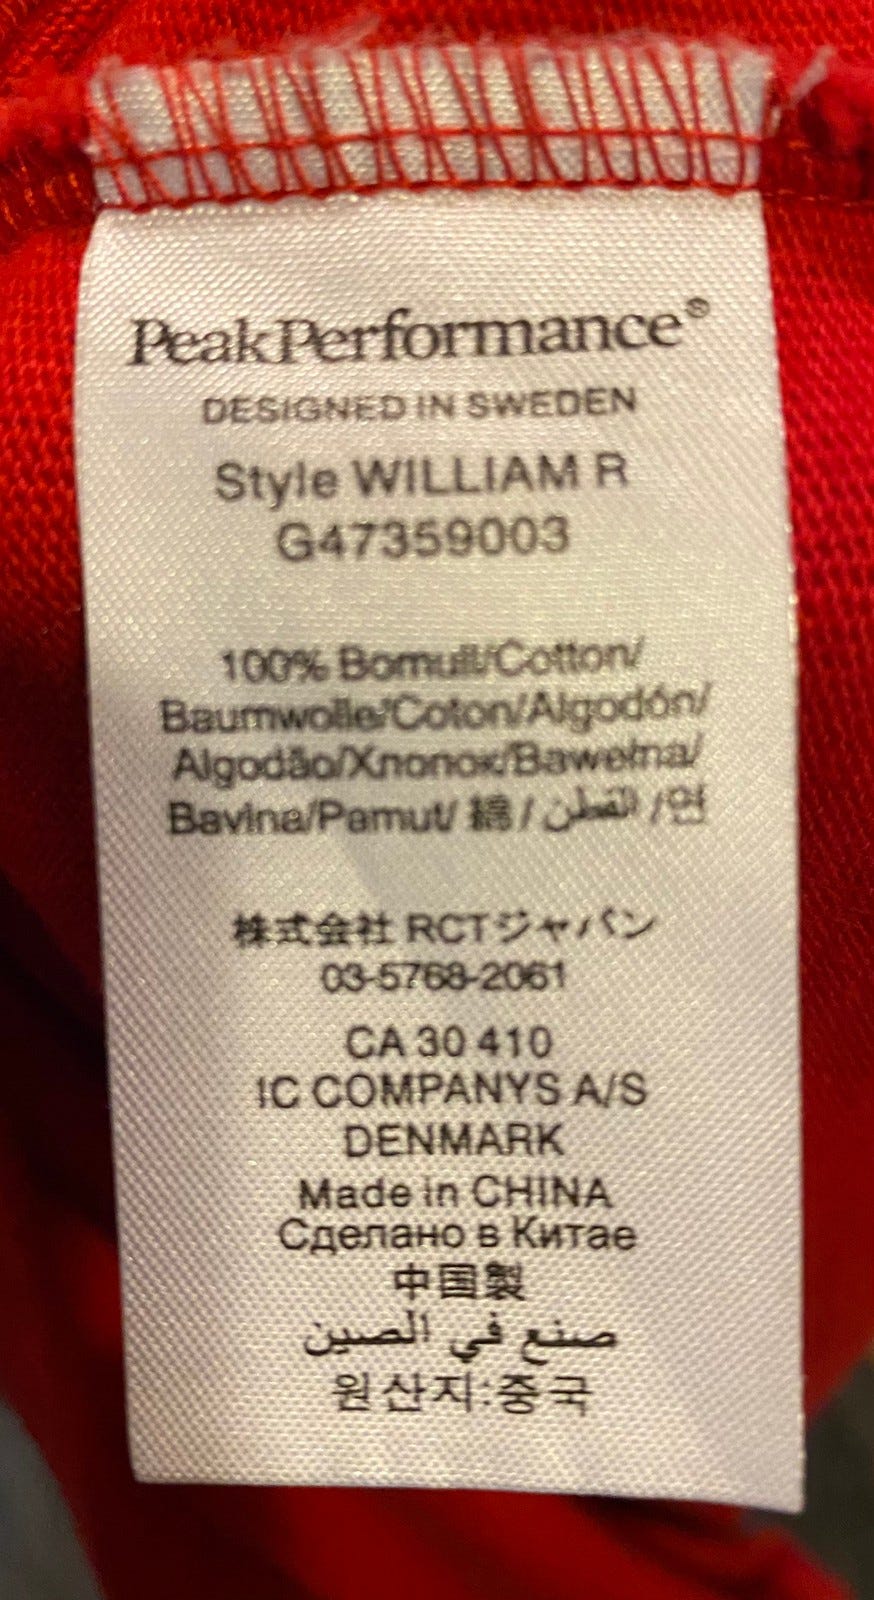 PeakPerformance®
DESIGNED IN SWEDEN
Style WILLIAM R
G47359003
100% Bomull/Cotton/
Baumwolle/Coton/Algodón/
Algodão/Хлопок/Bawełna/
Bavlna/Pamut/ 綿 / القطن / 면
株式会社 RCTジャパン
03-5768-2061
CA 30 410
IC COMPANYS A/S
DENMARK
Made in CHINA
Сделано в Китае
中国製
صنع في الصين
원산지:중국